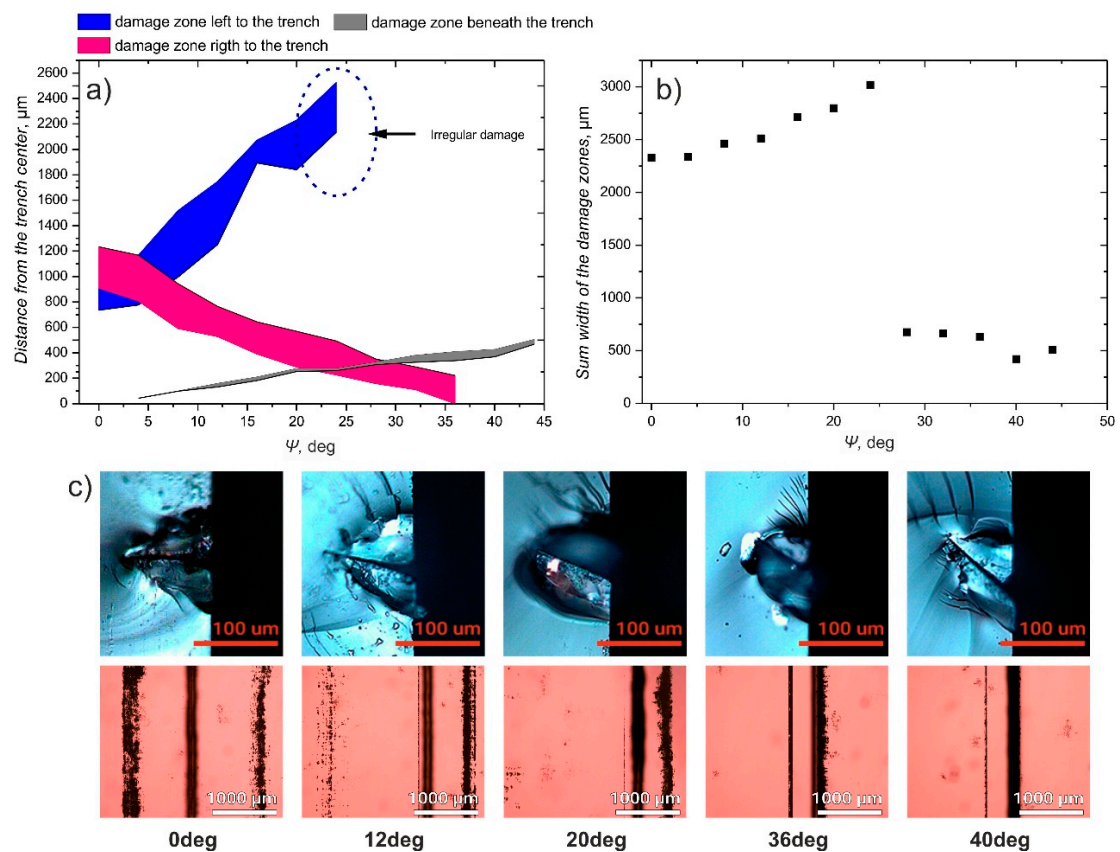 damage zone left to the trench
damage zone beneath the trench
damage zone rigth to the trench
a)
Distance from the trench center, µm
2600
2400
2200
2000
1800
1600
1400
1200
1000
800
600
400
200
0
0 5 10 15 20 25 30 35 40 45
Ψ, deg
Irregular damage
b)
Sum width of the damage zones, µm
3000
2500
2000
1500
1000
500
0
0 10 20 30 40 50
Ψ, deg
c)
100 um 100 um 100 um 100 um 100 um
1000 µm 1000 µm 1000 µm 1000 µm 1000 µm
0deg 12deg 20deg 36deg 40deg